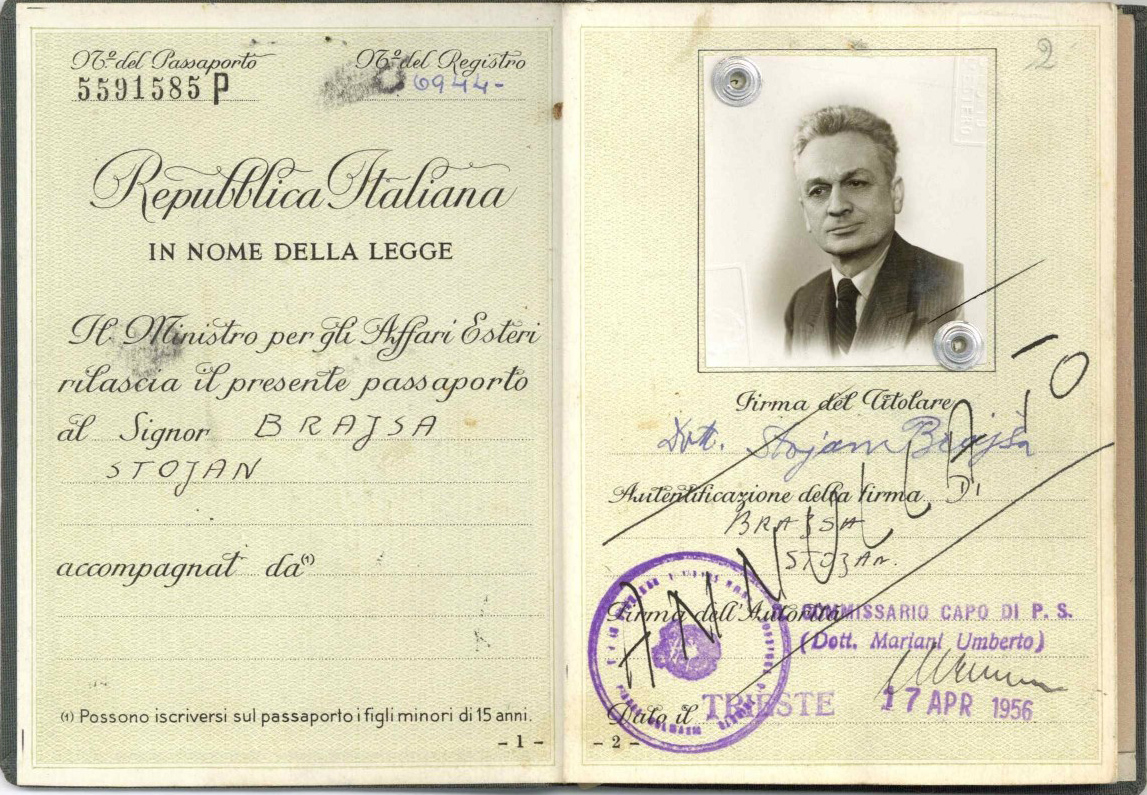 Nº del Passaporto
5591585 P
Nº del Registro
6944-
Repubblica Italiana
IN NOME DELLA LEGGE
Il Ministro per gli Affari Esteri
rilascia il presente passaporto
al Signor BRAJSA
STOJAN
accompagnat da(1)
(1) Possono iscriversi sul passaporto i figli minori di 15 anni.
- 1 -
2
Firma del Titolare
Dott. Stojan Brajša
Autentificazione della firma Di
BRAJSA
STOJAN.
ANNULLATO
Firma dell'Autorità
COMMISSARIO CAPO DI P. S.
(Dott. Mariani Umberto)
Dato il TRIESTE 17 APR 1956
- 2 -